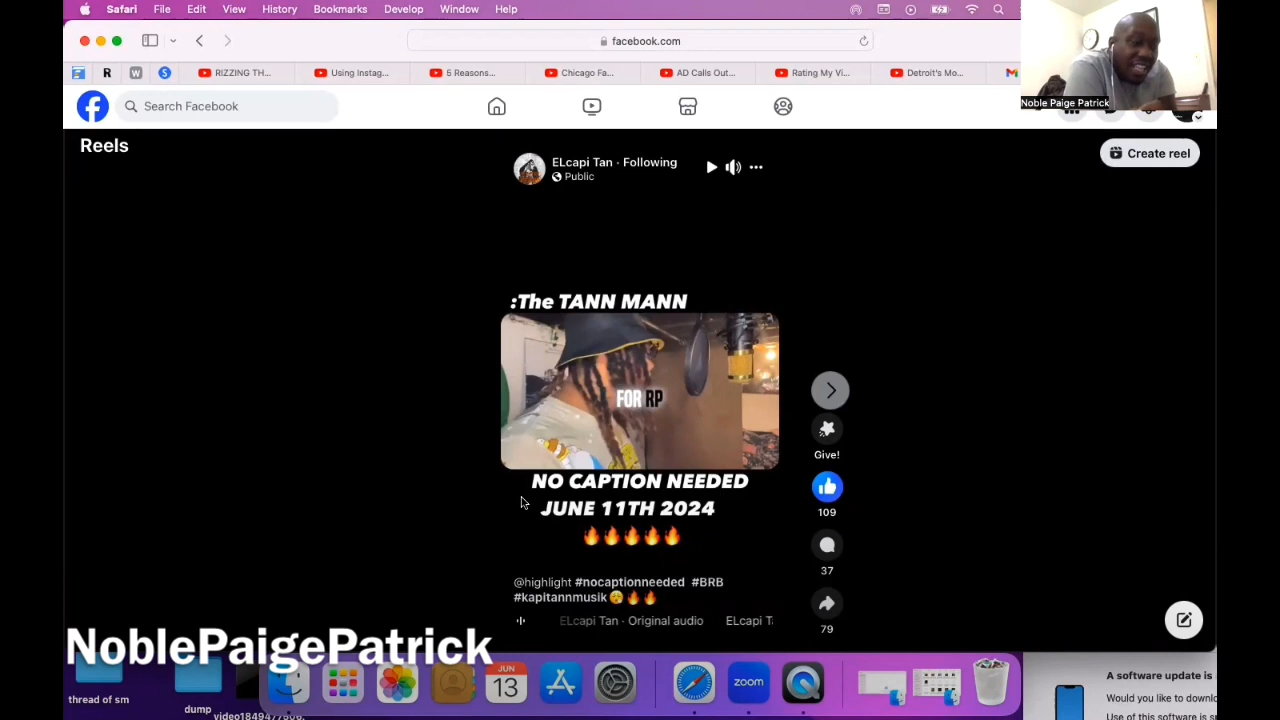 Safari File Edit View History Bookmarks Develop Window Help
facebook.com
R W S RIZZING TH... Using Instag... 6 Reasons... Chicago Fa... AD Calls Out... Rating My Vi... Detroit's Mo...
Noble Paige Patrick
Search Facebook
Reels
Create reel
ELcapi Tan · Following
Public
:The TANN MANN
FOR RP
NO CAPTION NEEDED
JUNE 11TH 2024
Give!
109
37
79
@highlight #nocaptionneeded #BRB
#kapitannmusik
ELcapi Tan · Original audio ELcapi T
NoblePaigePatrick
thread of sm
dump
JUN
13
zoom
A software update is
Would you like to downlo